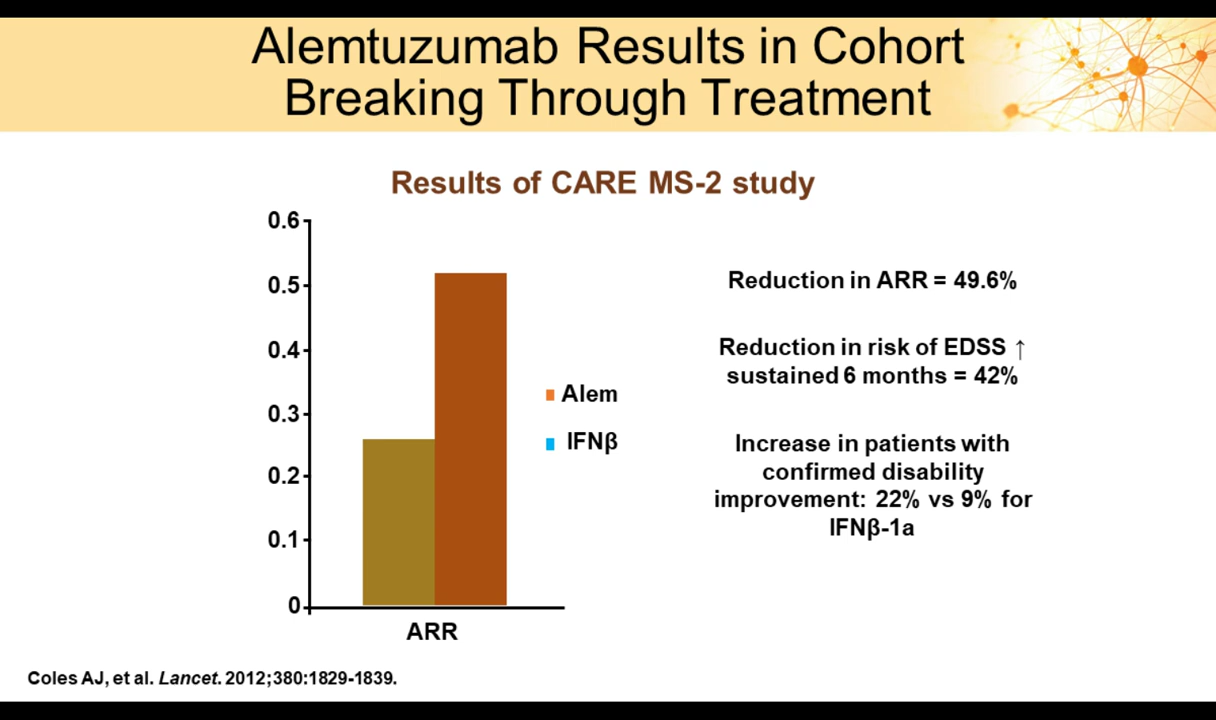 Alemtuzumab Results in Cohort
Breaking Through Treatment
Results of CARE MS-2 study
0.6
0.5
0.4
0.3
0.2
0.1
0
ARR
Alem
IFNβ
Reduction in ARR = 49.6%
Reduction in risk of EDSS ↑
sustained 6 months = 42%
Increase in patients with
confirmed disability
improvement: 22% vs 9% for
IFNβ-1a
Coles AJ, et al. Lancet. 2012;380:1829-1839.